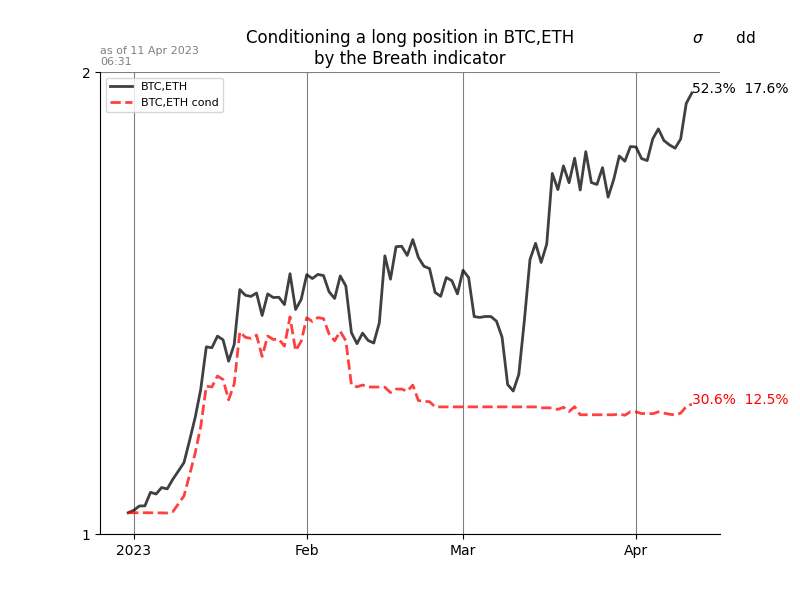 Conditioning a long position in BTC,ETH
by the Breath indicator
σ dd
as of 11 Apr 2023
06:31
2
BTC,ETH
BTC,ETH cond
52.3% 17.6%
30.6% 12.5%
1
2023 Feb Mar Apr